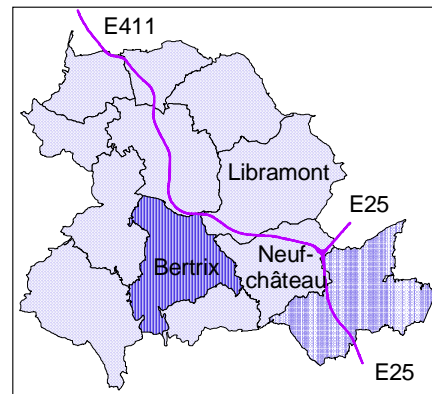 E411
Libramont
E25
Neuf-
château
Bertrix
E25